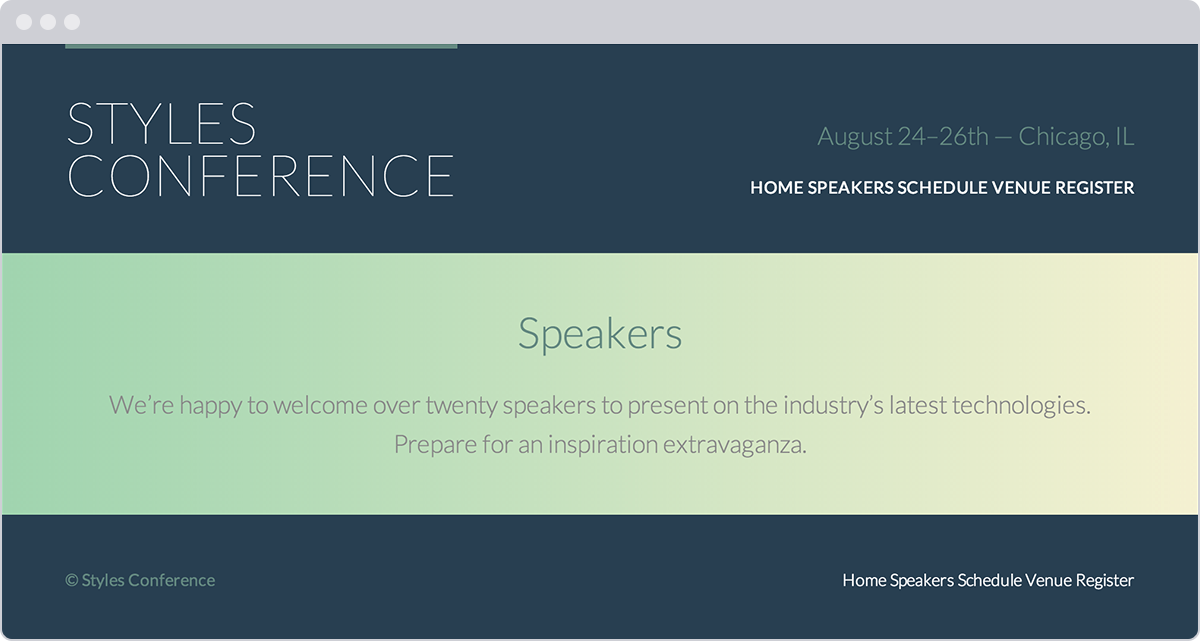 STYLES
CONFERENCE
August 24–26th — Chicago, IL
HOME SPEAKERS SCHEDULE VENUE REGISTER
Speakers
We’re happy to welcome over twenty speakers to present on the industry’s latest technologies.
Prepare for an inspiration extravaganza.
© Styles Conference
Home Speakers Schedule Venue Register